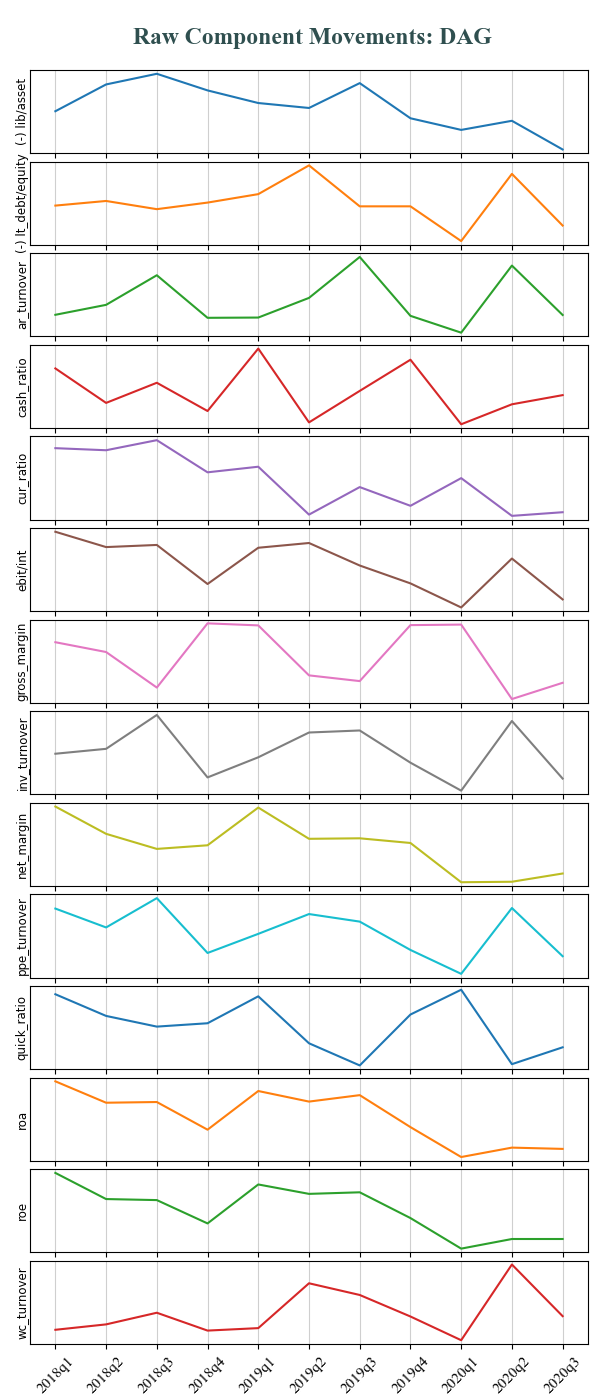 Raw Component Movements: DAG
(-) lib/asset
(-) lt_debt/equity
ar_turnover
cash_ratio
cur_ratio
ebit/int
gross_margin
inv_turnover
net_margin
ppe_turnover
quick_ratio
roa
roe
wc_turnover
2018q1
2018q2
2018q3
2018q4
2019q1
2019q2
2019q3
2019q4
2020q1
2020q2
2020q3